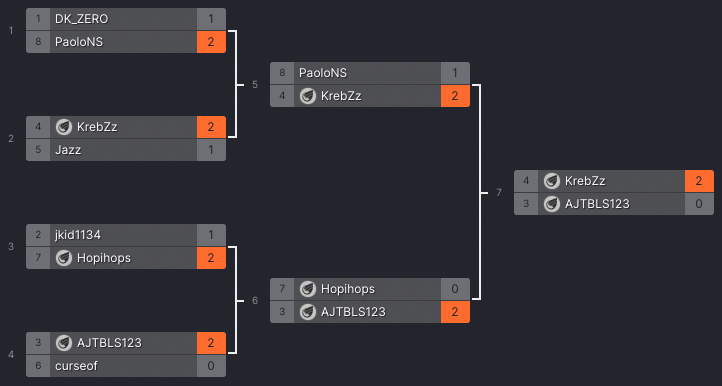 1
1 DK_ZERO 1
8 PaoloNS 2
2
4 KrebZz 2
5 Jazz 1
3
2 jkid1134 1
7 Hopihops 2
4
3 AJTBLS123 2
6 curseof 0
5
8 PaoloNS 1
4 KrebZz 2
6
7 Hopihops 0
3 AJTBLS123 2
7
4 KrebZz 2
3 AJTBLS123 0